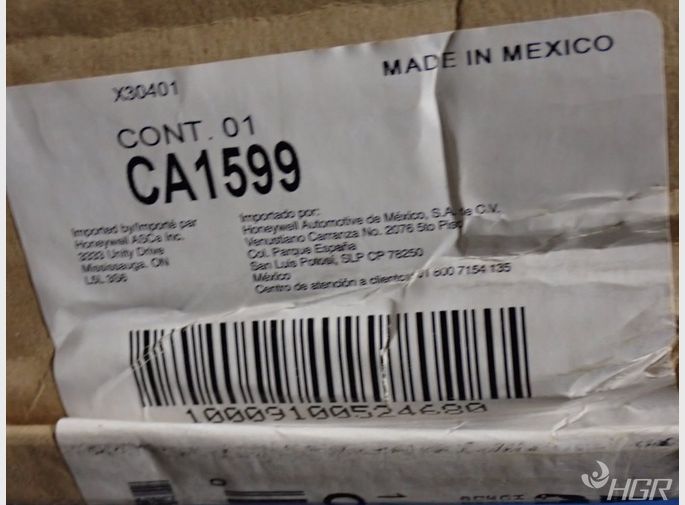 MADE IN MEXICO
X30401
CONT. 01
CA1599
Imported by/Importé par
Honeywell ASCa Inc.
3333 Unity Drive
Mississauga, ON
L5L 3S6
Importado por:
Honeywell Automotive de México, S.A. de C.V.
Venustiano Carranza No. 2076 5to Piso
Col. Parque España
San Luis Potosí, SLP CP 78250
México
Centro de atención a clientes: 01 800 7154 135
10009100524680
HGR